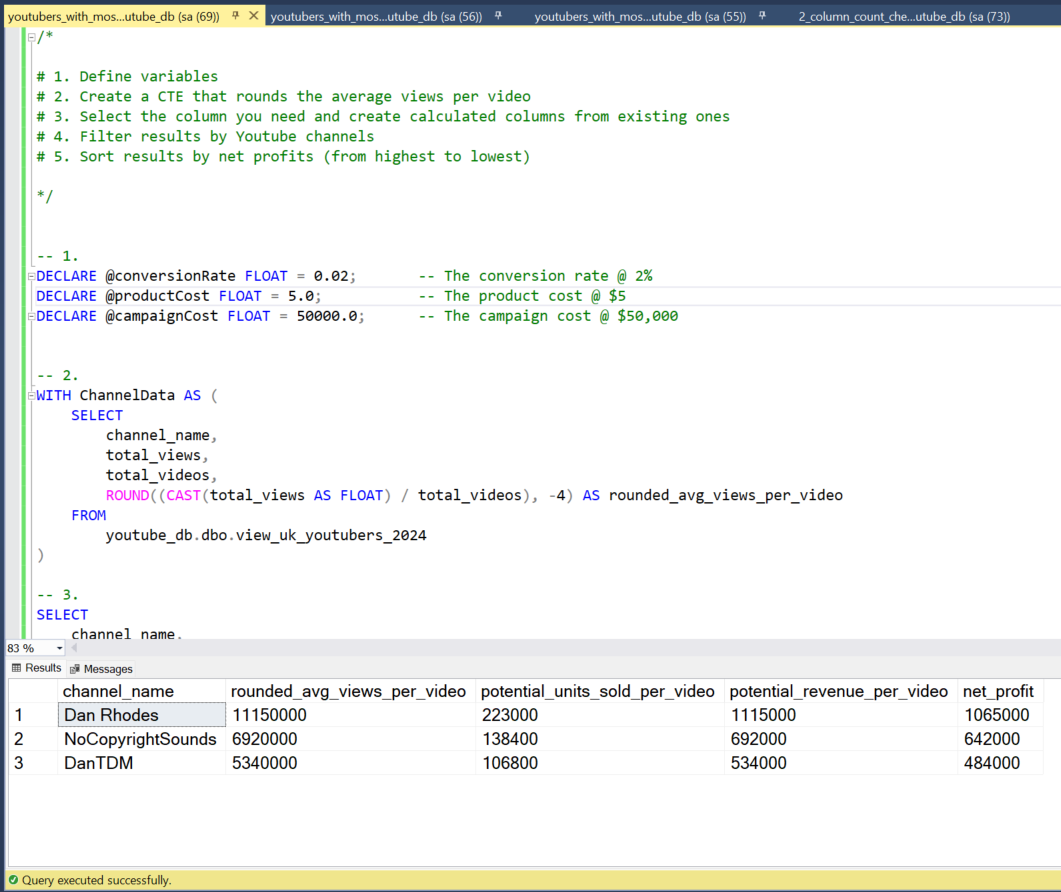 youtubers_with_mos...utube_db (sa (69)) youtubers_with_mos...utube_db (sa (56)) youtubers_with_mos...utube_db (sa (55)) 2_column_count_che...utube_db (sa (73))
/*
# 1. Define variables
# 2. Create a CTE that rounds the average views per video
# 3. Select the column you need and create calculated columns from existing ones
# 4. Filter results by Youtube channels
# 5. Sort results by net profits (from highest to lowest)
*/
-- 1.
DECLARE @conversionRate FLOAT = 0.02; -- The conversion rate @ 2%
DECLARE @productCost FLOAT = 5.0; -- The product cost @ $5
DECLARE @campaignCost FLOAT = 50000.0; -- The campaign cost @ $50,000
-- 2.
WITH ChannelData AS (
SELECT
channel_name,
total_views,
total_videos,
ROUND((CAST(total_views AS FLOAT) / total_videos), -4) AS rounded_avg_views_per_video
FROM
youtube_db.dbo.view_uk_youtubers_2024
)
-- 3.
SELECT
channel_name,
83 %
Results Messages
channel_name rounded_avg_views_per_video potential_units_sold_per_video potential_revenue_per_video net_profit
1 Dan Rhodes 11150000 223000 1115000 1065000
2 NoCopyrightSounds 6920000 138400 692000 642000
3 DanTDM 5340000 106800 534000 484000
Query executed successfully.